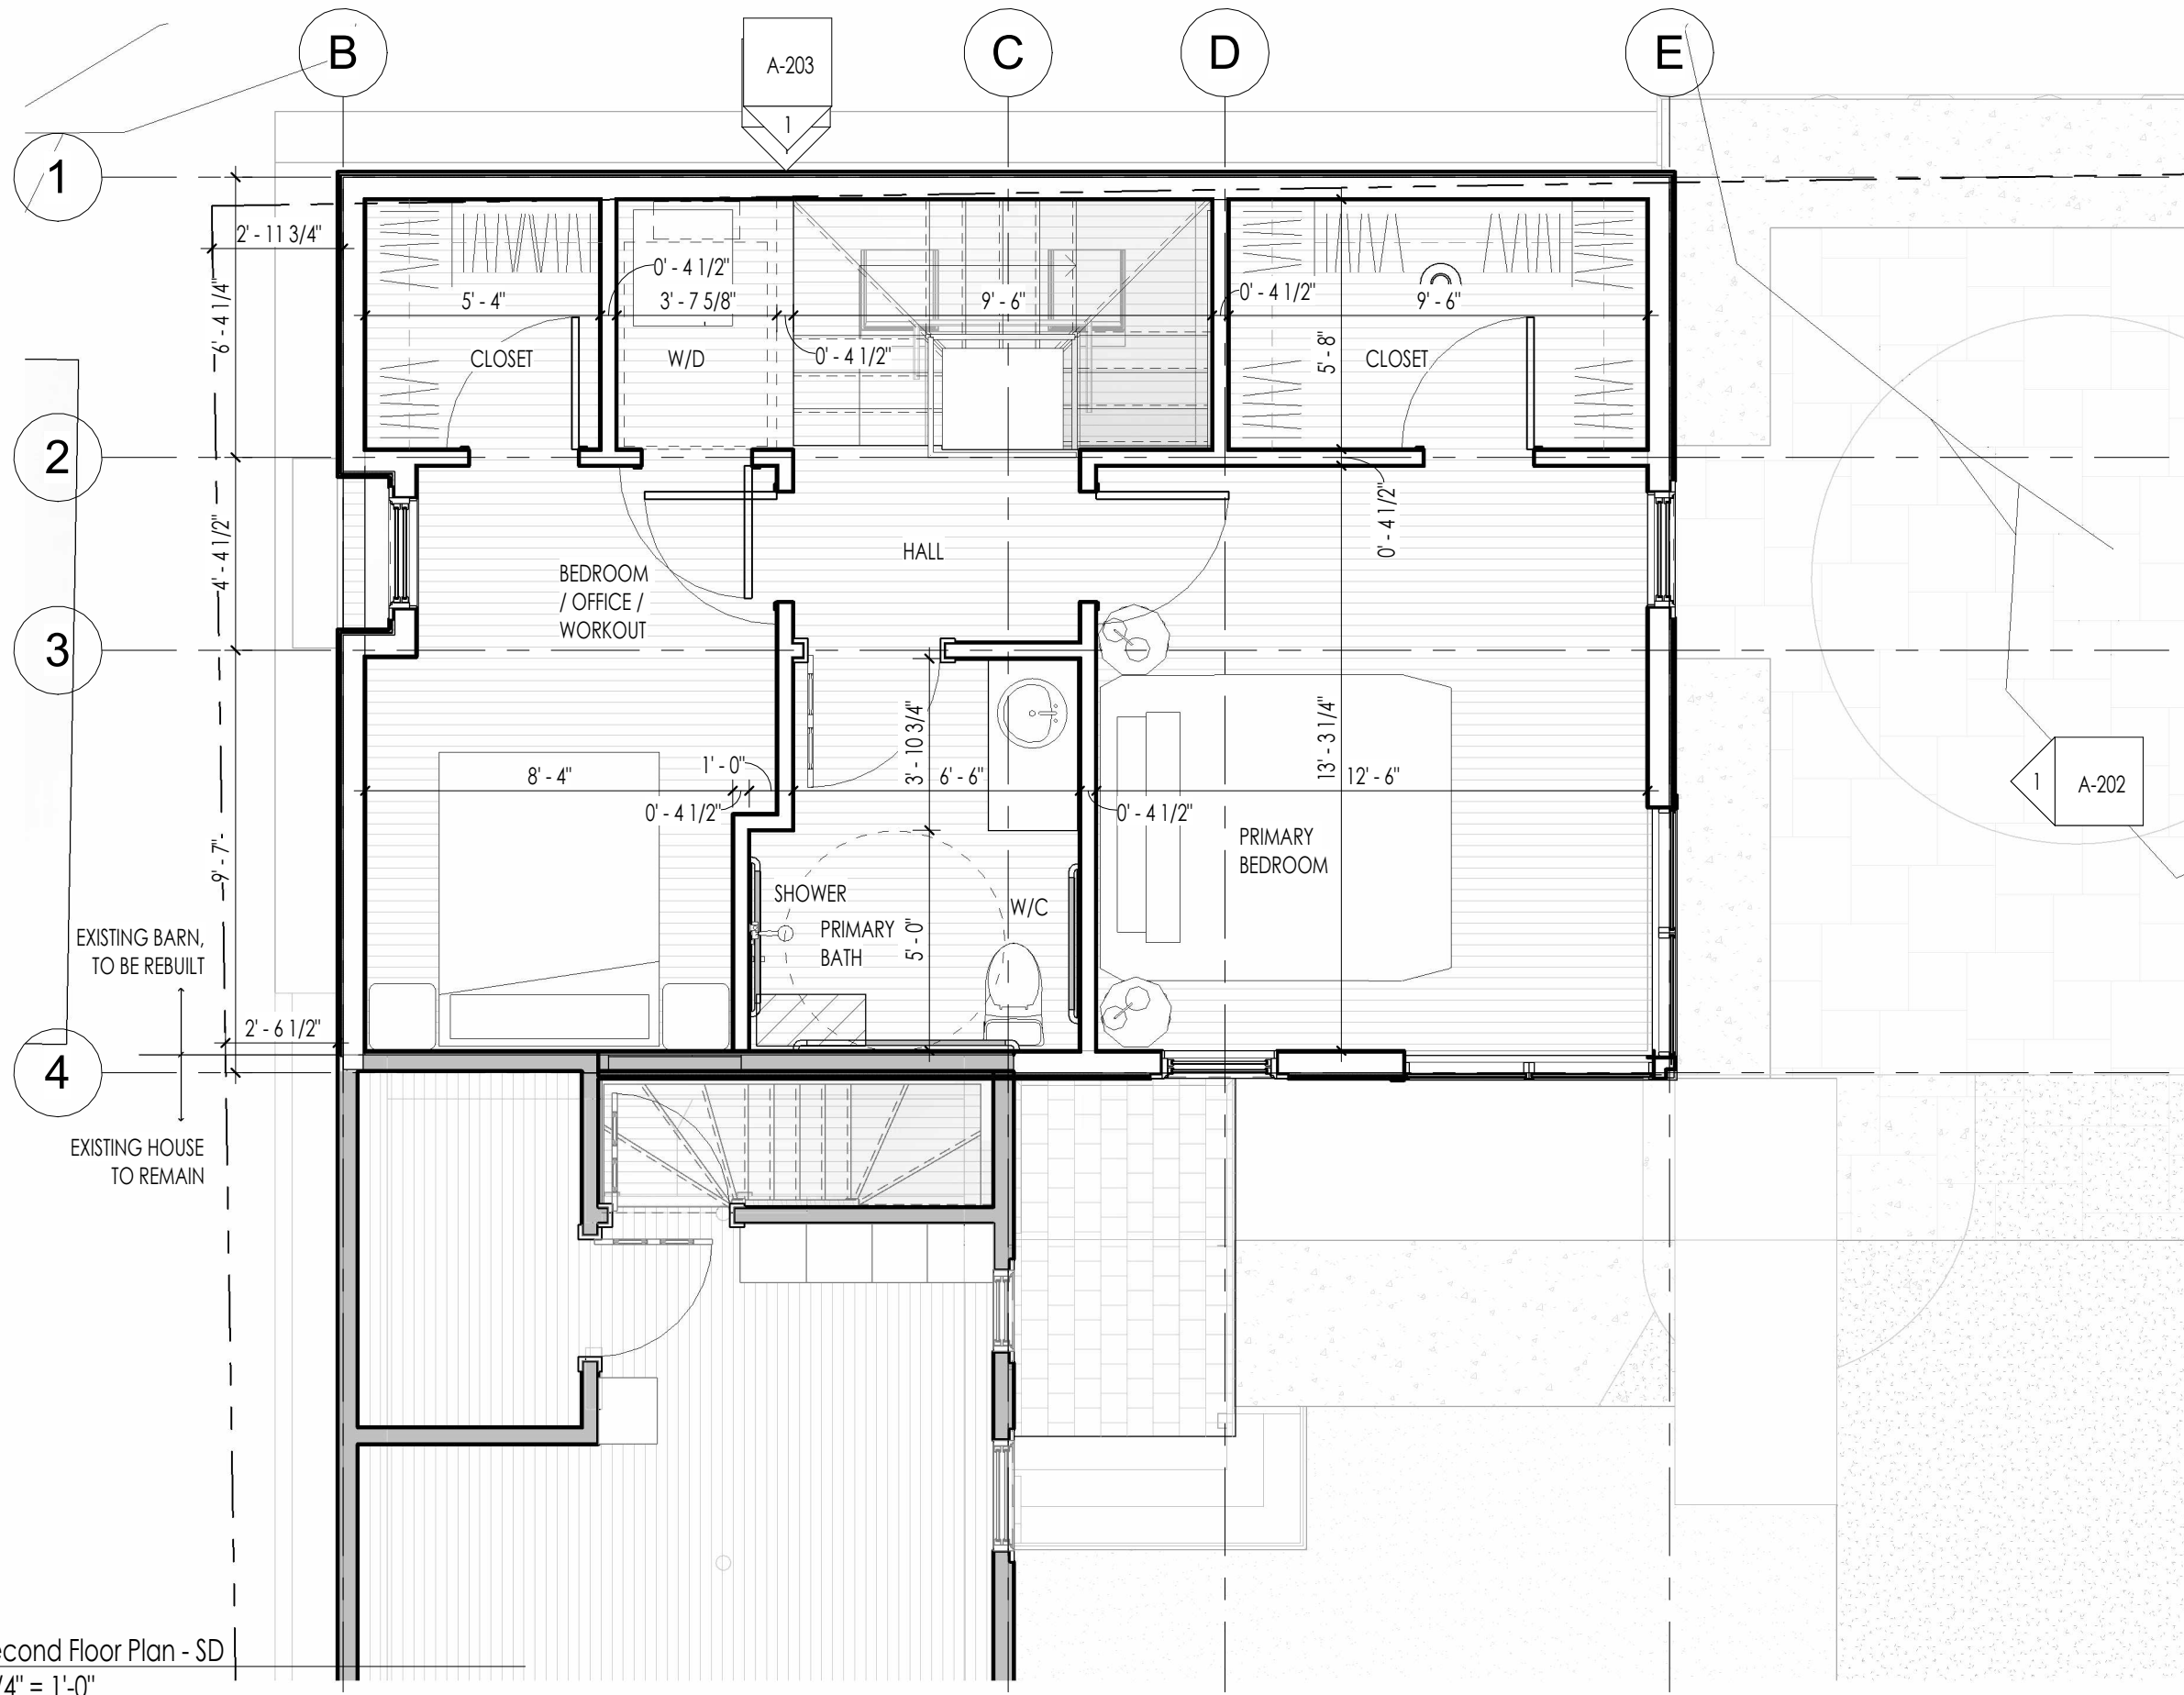 B
A-203
1
C
D
E
1
2' - 11 3/4"
0' - 4 1/2"
5' - 4"
3' - 7 5/8"
9' - 6"
0' - 4 1/2"
9' - 6"
6' - 4 1/4"
CLOSET
W/D
0' - 4 1/2"
5' - 8"
CLOSET
2
4' - 4 1/2"
0' - 4 1/2"
HALL
BEDROOM
/ OFFICE /
WORKOUT
3
3' - 10 3/4"
13' - 3 1/4"
8' - 4"
1' - 0"
6' - 6"
12' - 6"
0' - 4 1/2"
0' - 4 1/2"
1
A-202
PRIMARY
BEDROOM
9' - 7"
SHOWER
W/C
PRIMARY
BATH
5' - 0"
EXISTING BARN,
TO BE REBUILT
2' - 6 1/2"
4
EXISTING HOUSE
TO REMAIN
econd Floor Plan - SD
/4" = 1'-0"